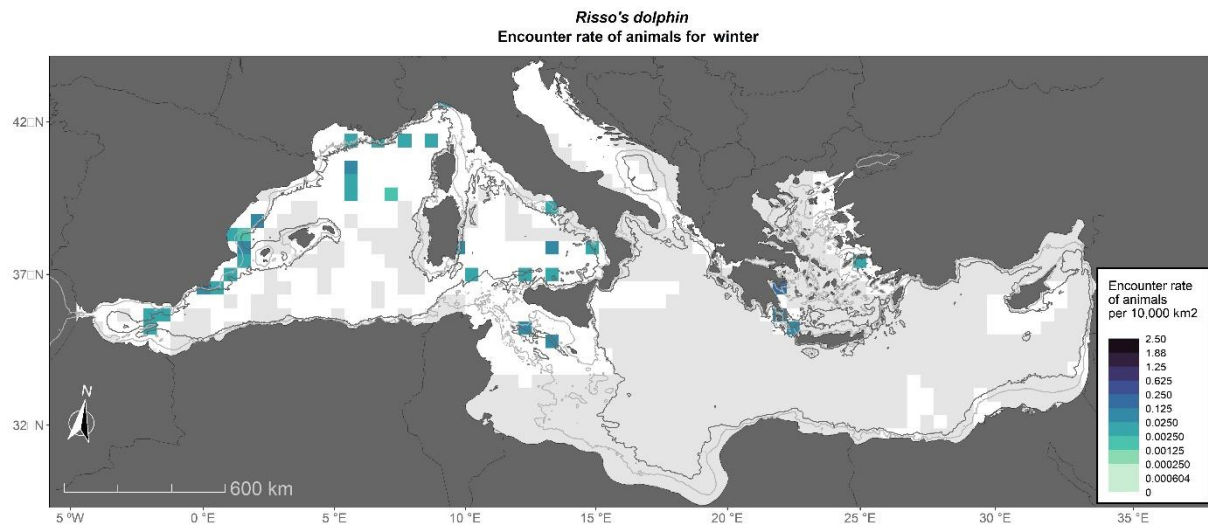 Risso's dolphin
Encounter rate of animals for winter
42□N
37□N
32□N
N
600 km
5 °W
0 °E
5 °E
10 °E
15 °E
20 °E
25 °E
30 °E
35 °E
Encounter rate
of animals
per 10,000 km2
2.50
1.88
1.25
0.625
0.250
0.125
0.0250
0.00250
0.00125
0.000250
0.000604
0